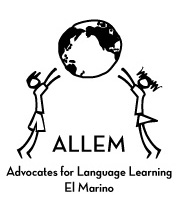 ALLEM
Advocates for Language Learning
El Marino